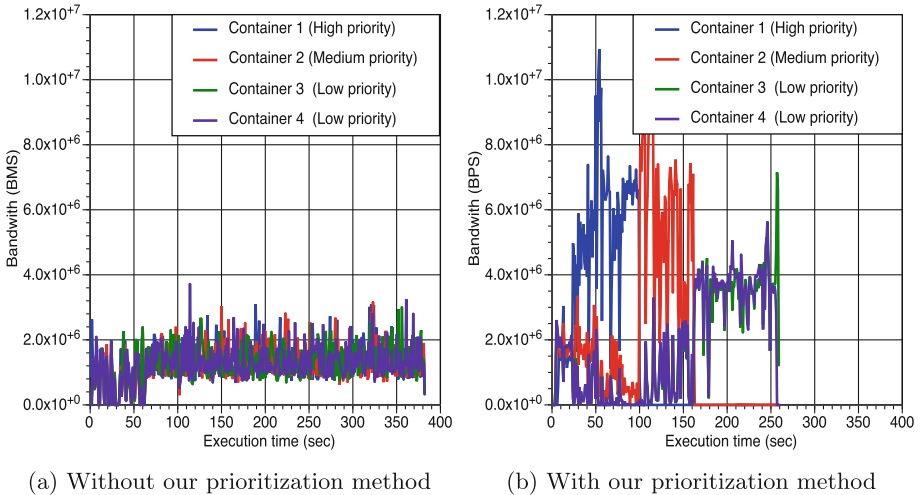 1.2x10+7
1.0x10+7
8.0x10+6
6.0x10+6
4.0x10+6
2.0x10+6
0.0x10+0
Bandwith (BMS)
Container 1 (High priority)
Container 2 (Medium priority)
Container 3 (Low priority)
Container 4 (Low priority)
0 50 100 150 200 250 300 350 400
Execution time (sec)
(a) Without our prioritization method
1.2x10+7
1.0x10+7
8.0x10+6
6.0x10+6
4.0x10+6
2.0x10+6
0.0x10+0
Bandwith (BPS)
Container 1 (High priority)
Container 2 (Medium priority)
Container 3 (Low priority)
Container 4 (Low priority)
0 50 100 150 200 250 300 350 400
Execution time (sec)
(b) With our prioritization method